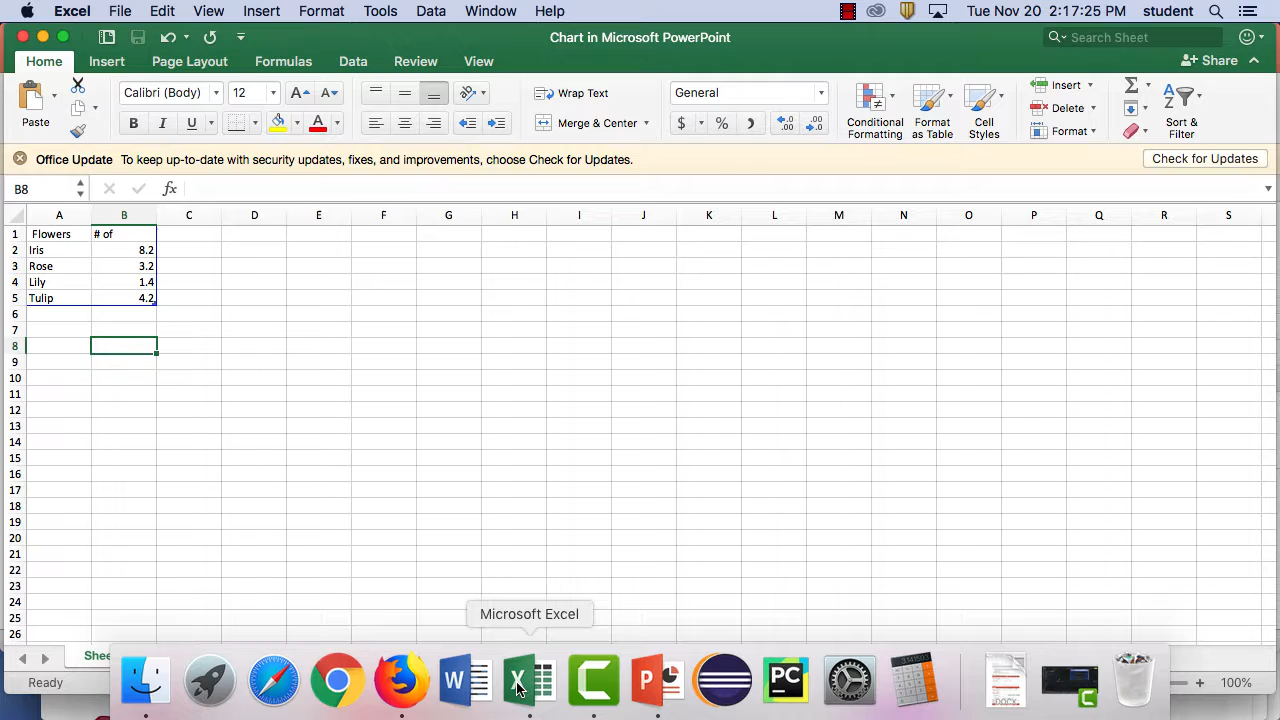 Excel File Edit View Insert Format Tools Data Window Help Tue Nov 20 2:17:25 PM student
Chart in Microsoft PowerPoint Search Sheet
Home Insert Page Layout Formulas Data Review View Share
Paste Calibri (Body) 12 A A Wrap Text General Insert Σ
B I U A Merge & Center $ % Conditional Formatting Format as Table Cell Styles Delete Format Sort & Filter
Office Update To keep up-to-date with security updates, fixes, and improvements, choose Check for Updates. Check for Updates
B8 fx
A B C D E F G H I J K L M N O P Q R S
1 Flowers # of
2 Iris 8.2
3 Rose 3.2
4 Lily 1.4
5 Tulip 4.2
6
7
8
9
10
11
12
13
14
15
16
17
18
19
20
21
22
23
24
25
26
Microsoft Excel
Shee
W X P PC
DOCX
Ready 100%